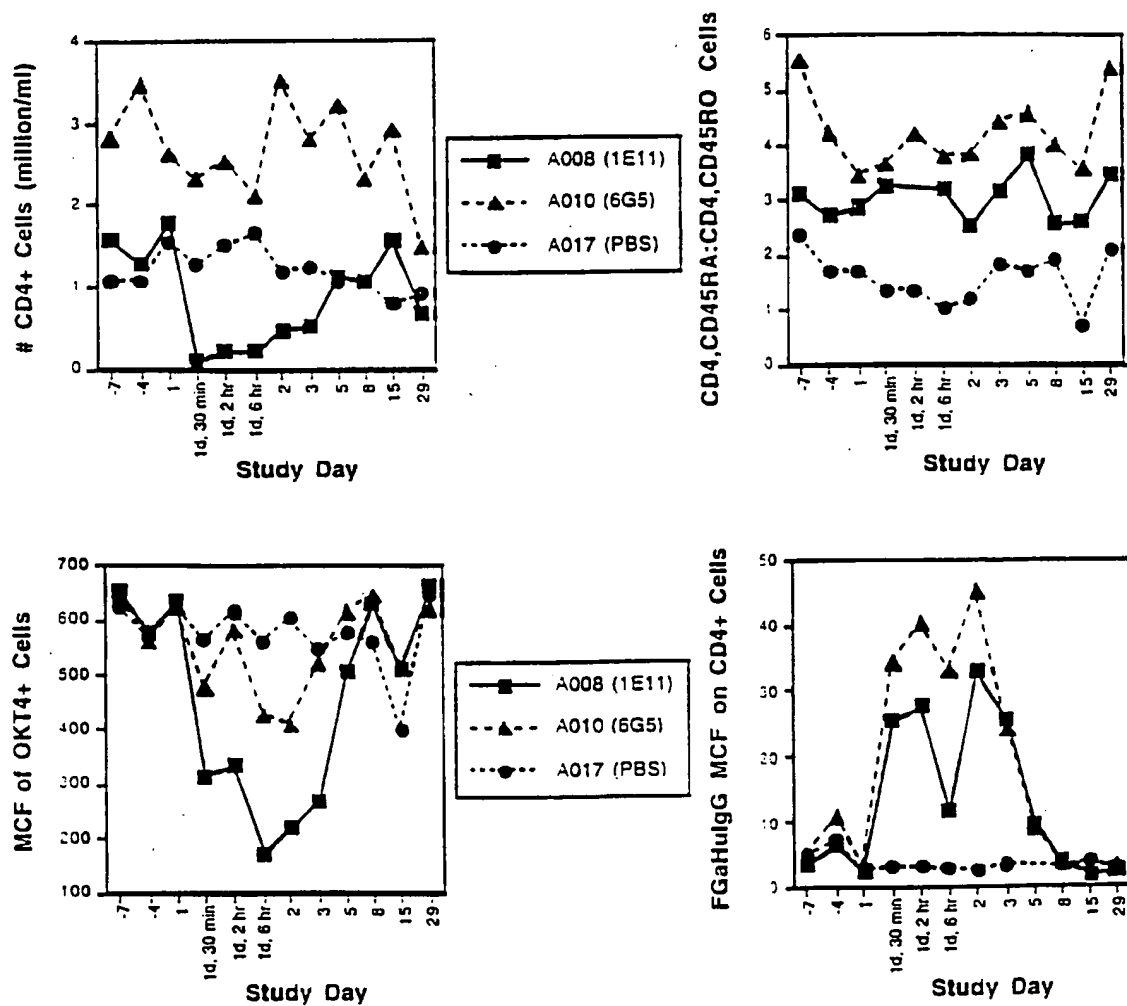 # CD4+ Cells (million/ml)
4
3
2
1
0
-7
-4
1
1d, 30 min
1d, 2 hr
1d, 6 hr
2
3
5
8
15
29
Study Day
A008 (1E11)
A010 (6G5)
A017 (PBS)
CD4,CD45RA:CD4,CD45RO Cells
6
5
4
3
2
1
0
-7
-4
1
1d, 30 min
1d, 2 hr
1d, 6 hr
2
3
5
8
15
29
Study Day
MCF of OKT4+ Cells
700
600
500
400
300
200
100
-7
-4
1
1d, 30 min
1d, 2 hr
1d, 6 hr
2
3
5
8
15
29
Study Day
A008 (1E11)
A010 (6G5)
A017 (PBS)
FGaHuIgG MCF on CD4+ Cells
50
40
30
20
10
0
-7
-4
1
1d, 30 min
1d, 2 hr
1d, 6 hr
2
3
5
8
15
29
Study Day